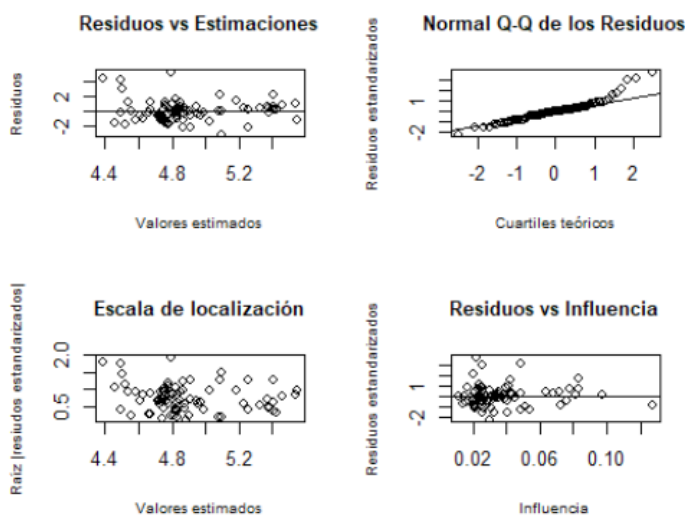 Residuos vs Estimaciones
Residuos
2
-2
4.4 4.8 5.2
Valores estimados
Normal Q-Q de los Residuos
Residuos estandarizados
1
-2
-2 -1 0 1 2
Cuartiles teóricos
Escala de localización
Raiz |resiudos estandarizados|
2.0
0.5
4.4 4.8 5.2
Valores estimados
Residuos vs Influencia
Residuos estandarizados
1
-2
0.02 0.06 0.10
Influencia